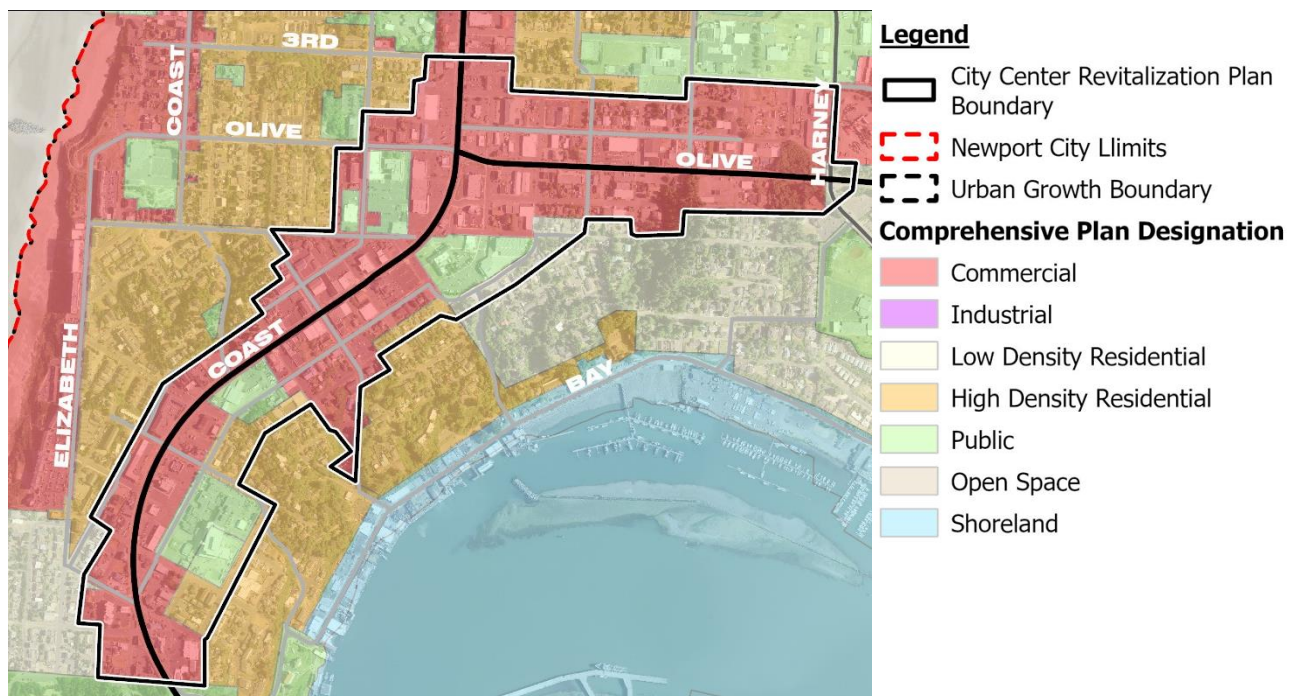 3RD
COAST
OLIVE
HARNEY
OLIVE
COAST
ELIZABETH
BAY
Legend
City Center Revitalization Plan
Boundary
Newport City Llimits
Urban Growth Boundary
Comprehensive Plan Designation
Commercial
Industrial
Low Density Residential
High Density Residential
Public
Open Space
Shoreland